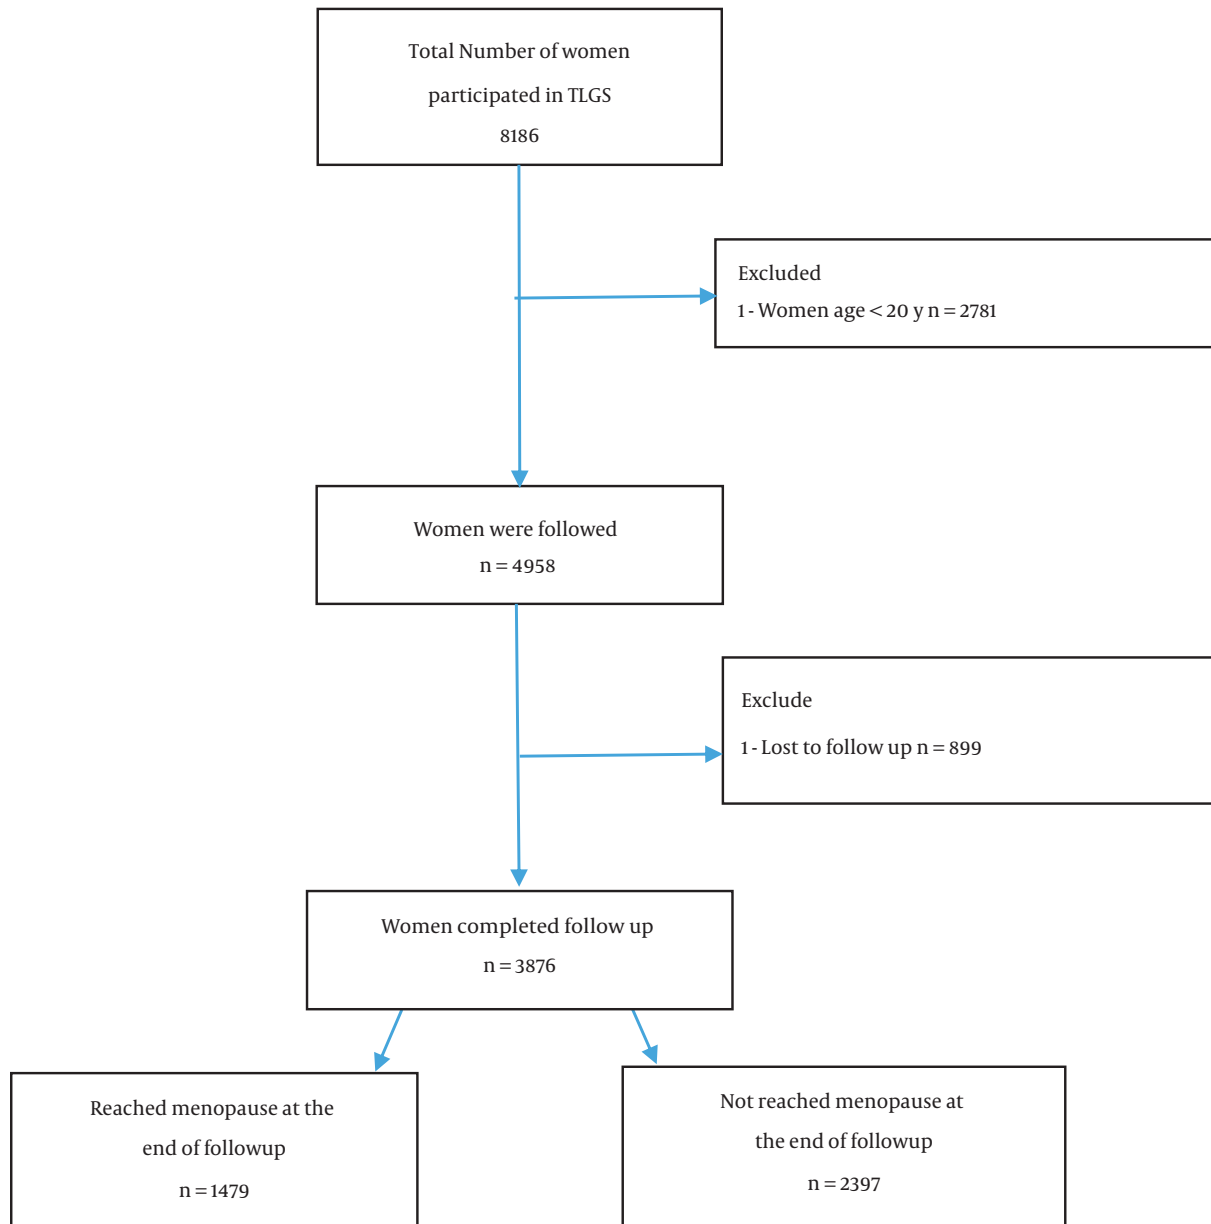 Total Number of women
participated in TLGS
8186
Excluded
1 - Women age < 20 y n = 2781
Women were followed
n = 4958
Exclude
1 - Lost to follow up n = 899
Women completed follow up
n = 3876
Reached menopause at the
end of followup
n = 1479
Not reached menopause at
the end of followup
n = 2397